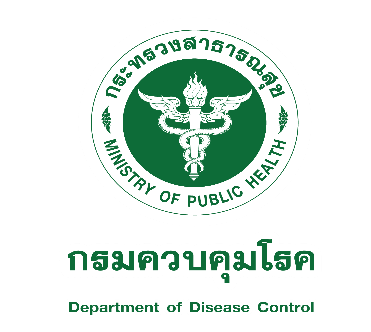 กระทรวงสาธารณสุข
MINISTRY OF PUBLIC HEALTH
กรมควบคุมโรค
Department of Disease Control